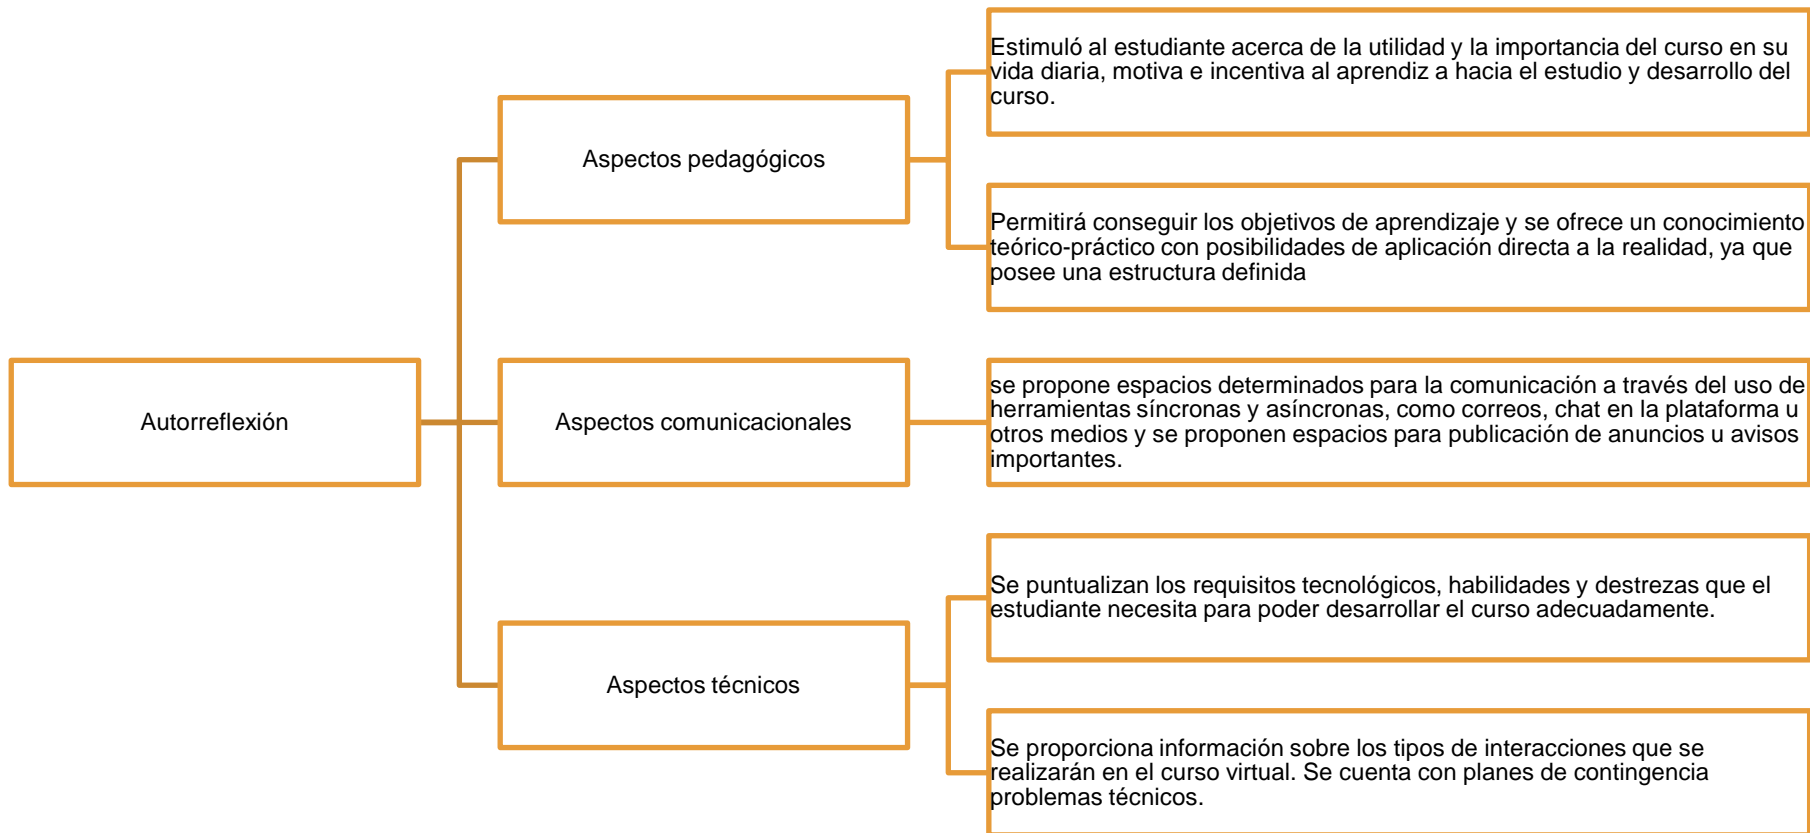 Autorreflexión
Aspectos pedagógicos
Estimuló al estudiante acerca de la utilidad y la importancia del curso en su
vida diaria, motiva e incentiva al aprendiz a hacia el estudio y desarrollo del
curso.
Permitirá conseguir los objetivos de aprendizaje y se ofrece un conocimiento
teórico-práctico con posibilidades de aplicación directa a la realidad, ya que
posee una estructura definida
Aspectos comunicacionales
se propone espacios determinados para la comunicación a través del uso de
herramientas síncronas y asíncronas, como correos, chat en la plataforma u
otros medios y se proponen espacios para publicación de anuncios u avisos
importantes.
Aspectos técnicos
Se puntualizan los requisitos tecnológicos, habilidades y destrezas que el
estudiante necesita para poder desarrollar el curso adecuadamente.
Se proporciona información sobre los tipos de interacciones que se
realizarán en el curso virtual. Se cuenta con planes de contingencia
problemas técnicos.